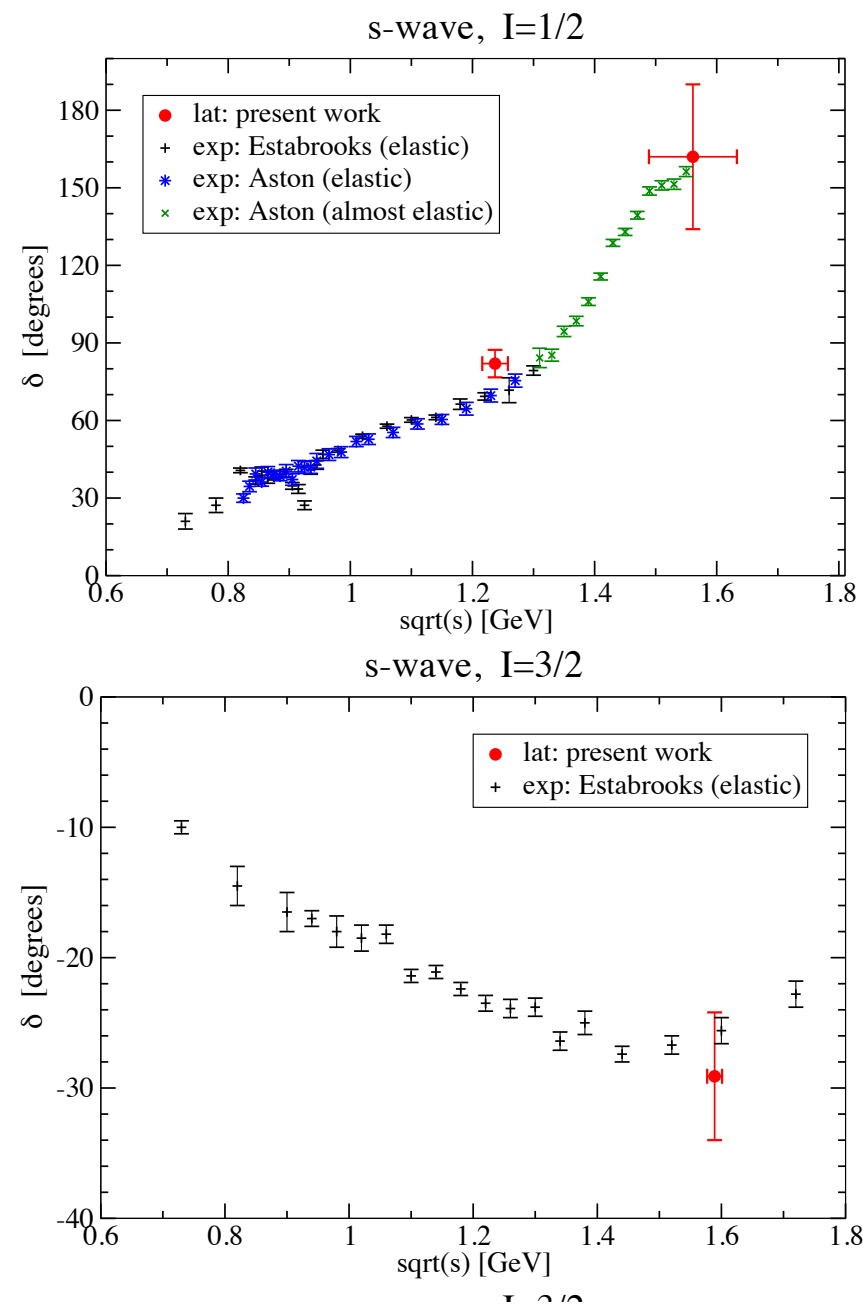 s-wave, I=1/2
180
150
120
90
60
30
0
δ [degrees]
lat: present work
exp: Estabrooks (elastic)
exp: Aston (elastic)
exp: Aston (almost elastic)
0.6 0.8 1 1.2 1.4 1.6 1.8
sqrt(s) [GeV]
s-wave, I=3/2
0
-10
-20
-30
-40
δ [degrees]
lat: present work
exp: Estabrooks (elastic)
0.6 0.8 1 1.2 1.4 1.6 1.8
sqrt(s) [GeV]
I=3/2